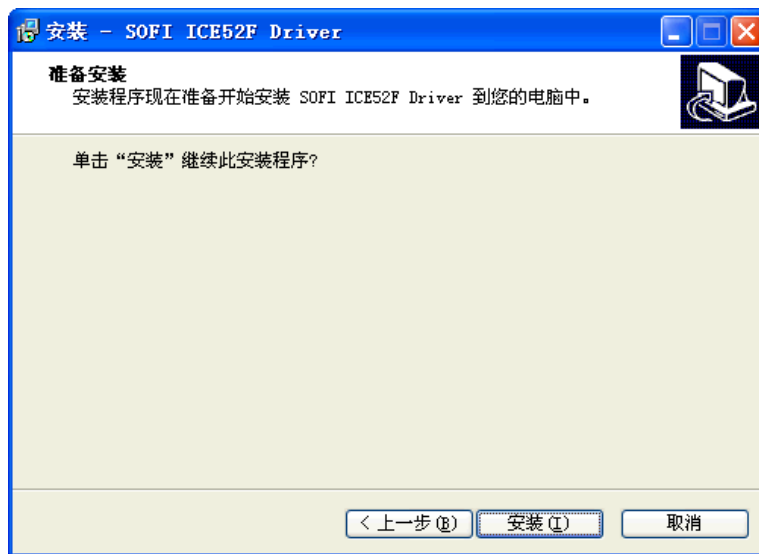 安装 - SOFI ICE52F Driver
准备安装
安装程序现在准备开始安装 SOFI ICE52F Driver 到您的电脑中。
单击“安装”继续此安装程序?
< 上一步(B) 安装(I) 取消